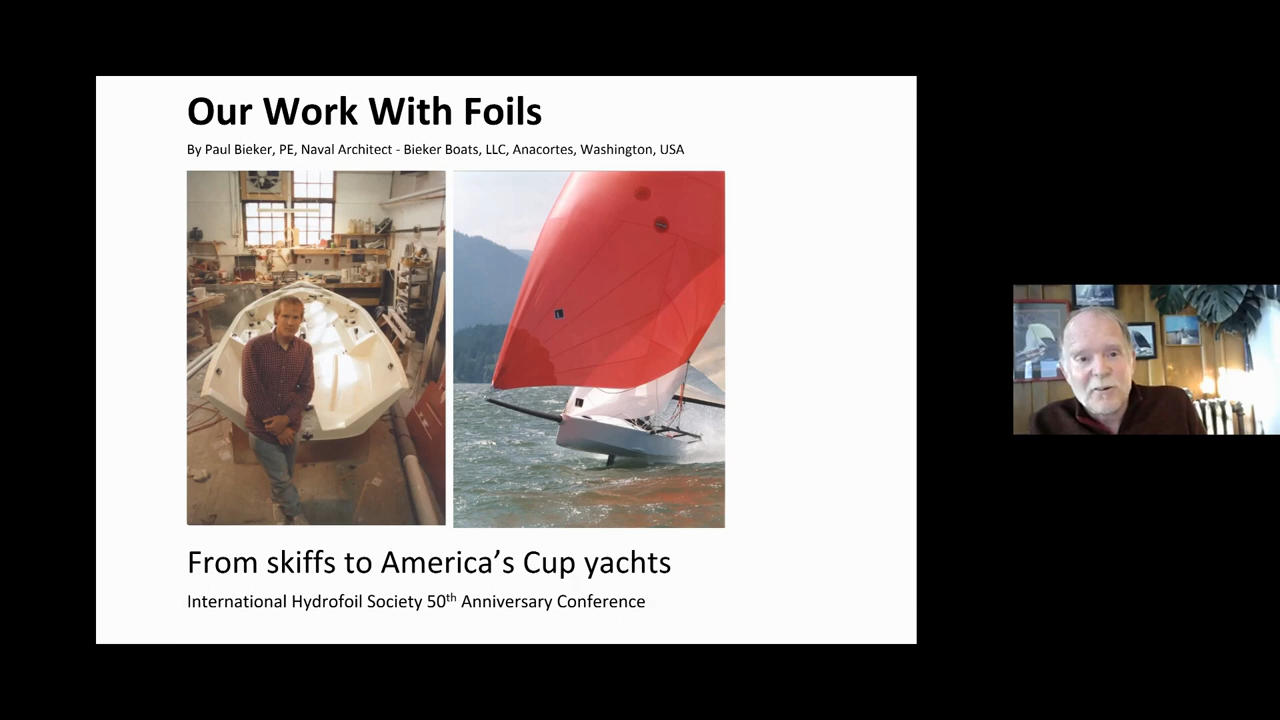 Our Work With Foils
By Paul Bieker, PE, Naval Architect - Bieker Boats, LLC, Anacortes, Washington, USA
From skiffs to America’s Cup yachts
International Hydrofoil Society 50th Anniversary Conference